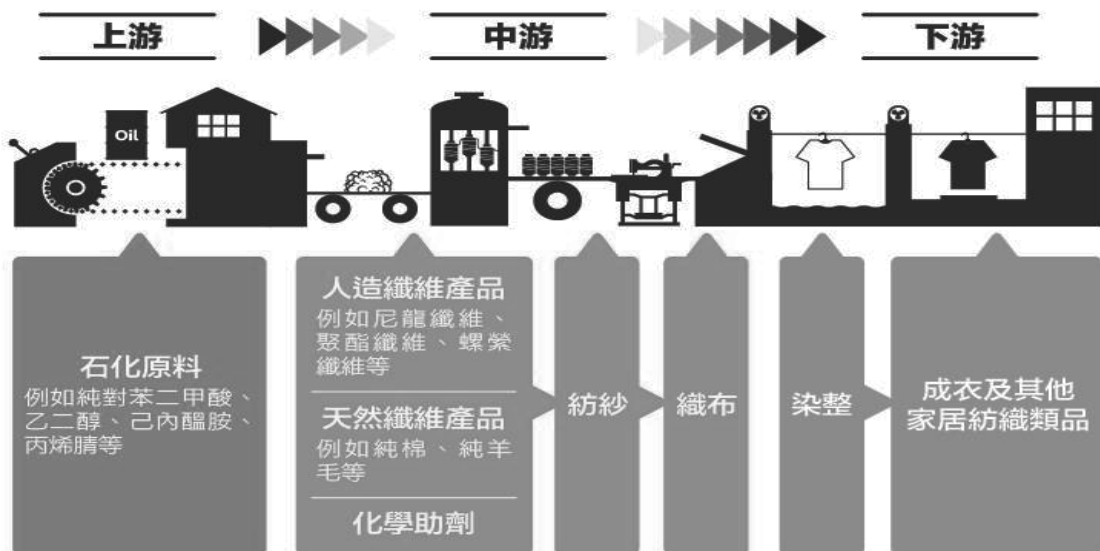 上游
中游
下游
Oil
石化原料
例如純對苯二甲酸、
乙二醇、己內醯胺、
丙烯腈等
人造纖維產品
例如尼龍纖維、
聚酯纖維、螺縈
纖維等
天然纖維產品
例如純棉、純羊
毛等
化學助劑
紡紗
織布
染整
成衣及其他
家居紡織類品